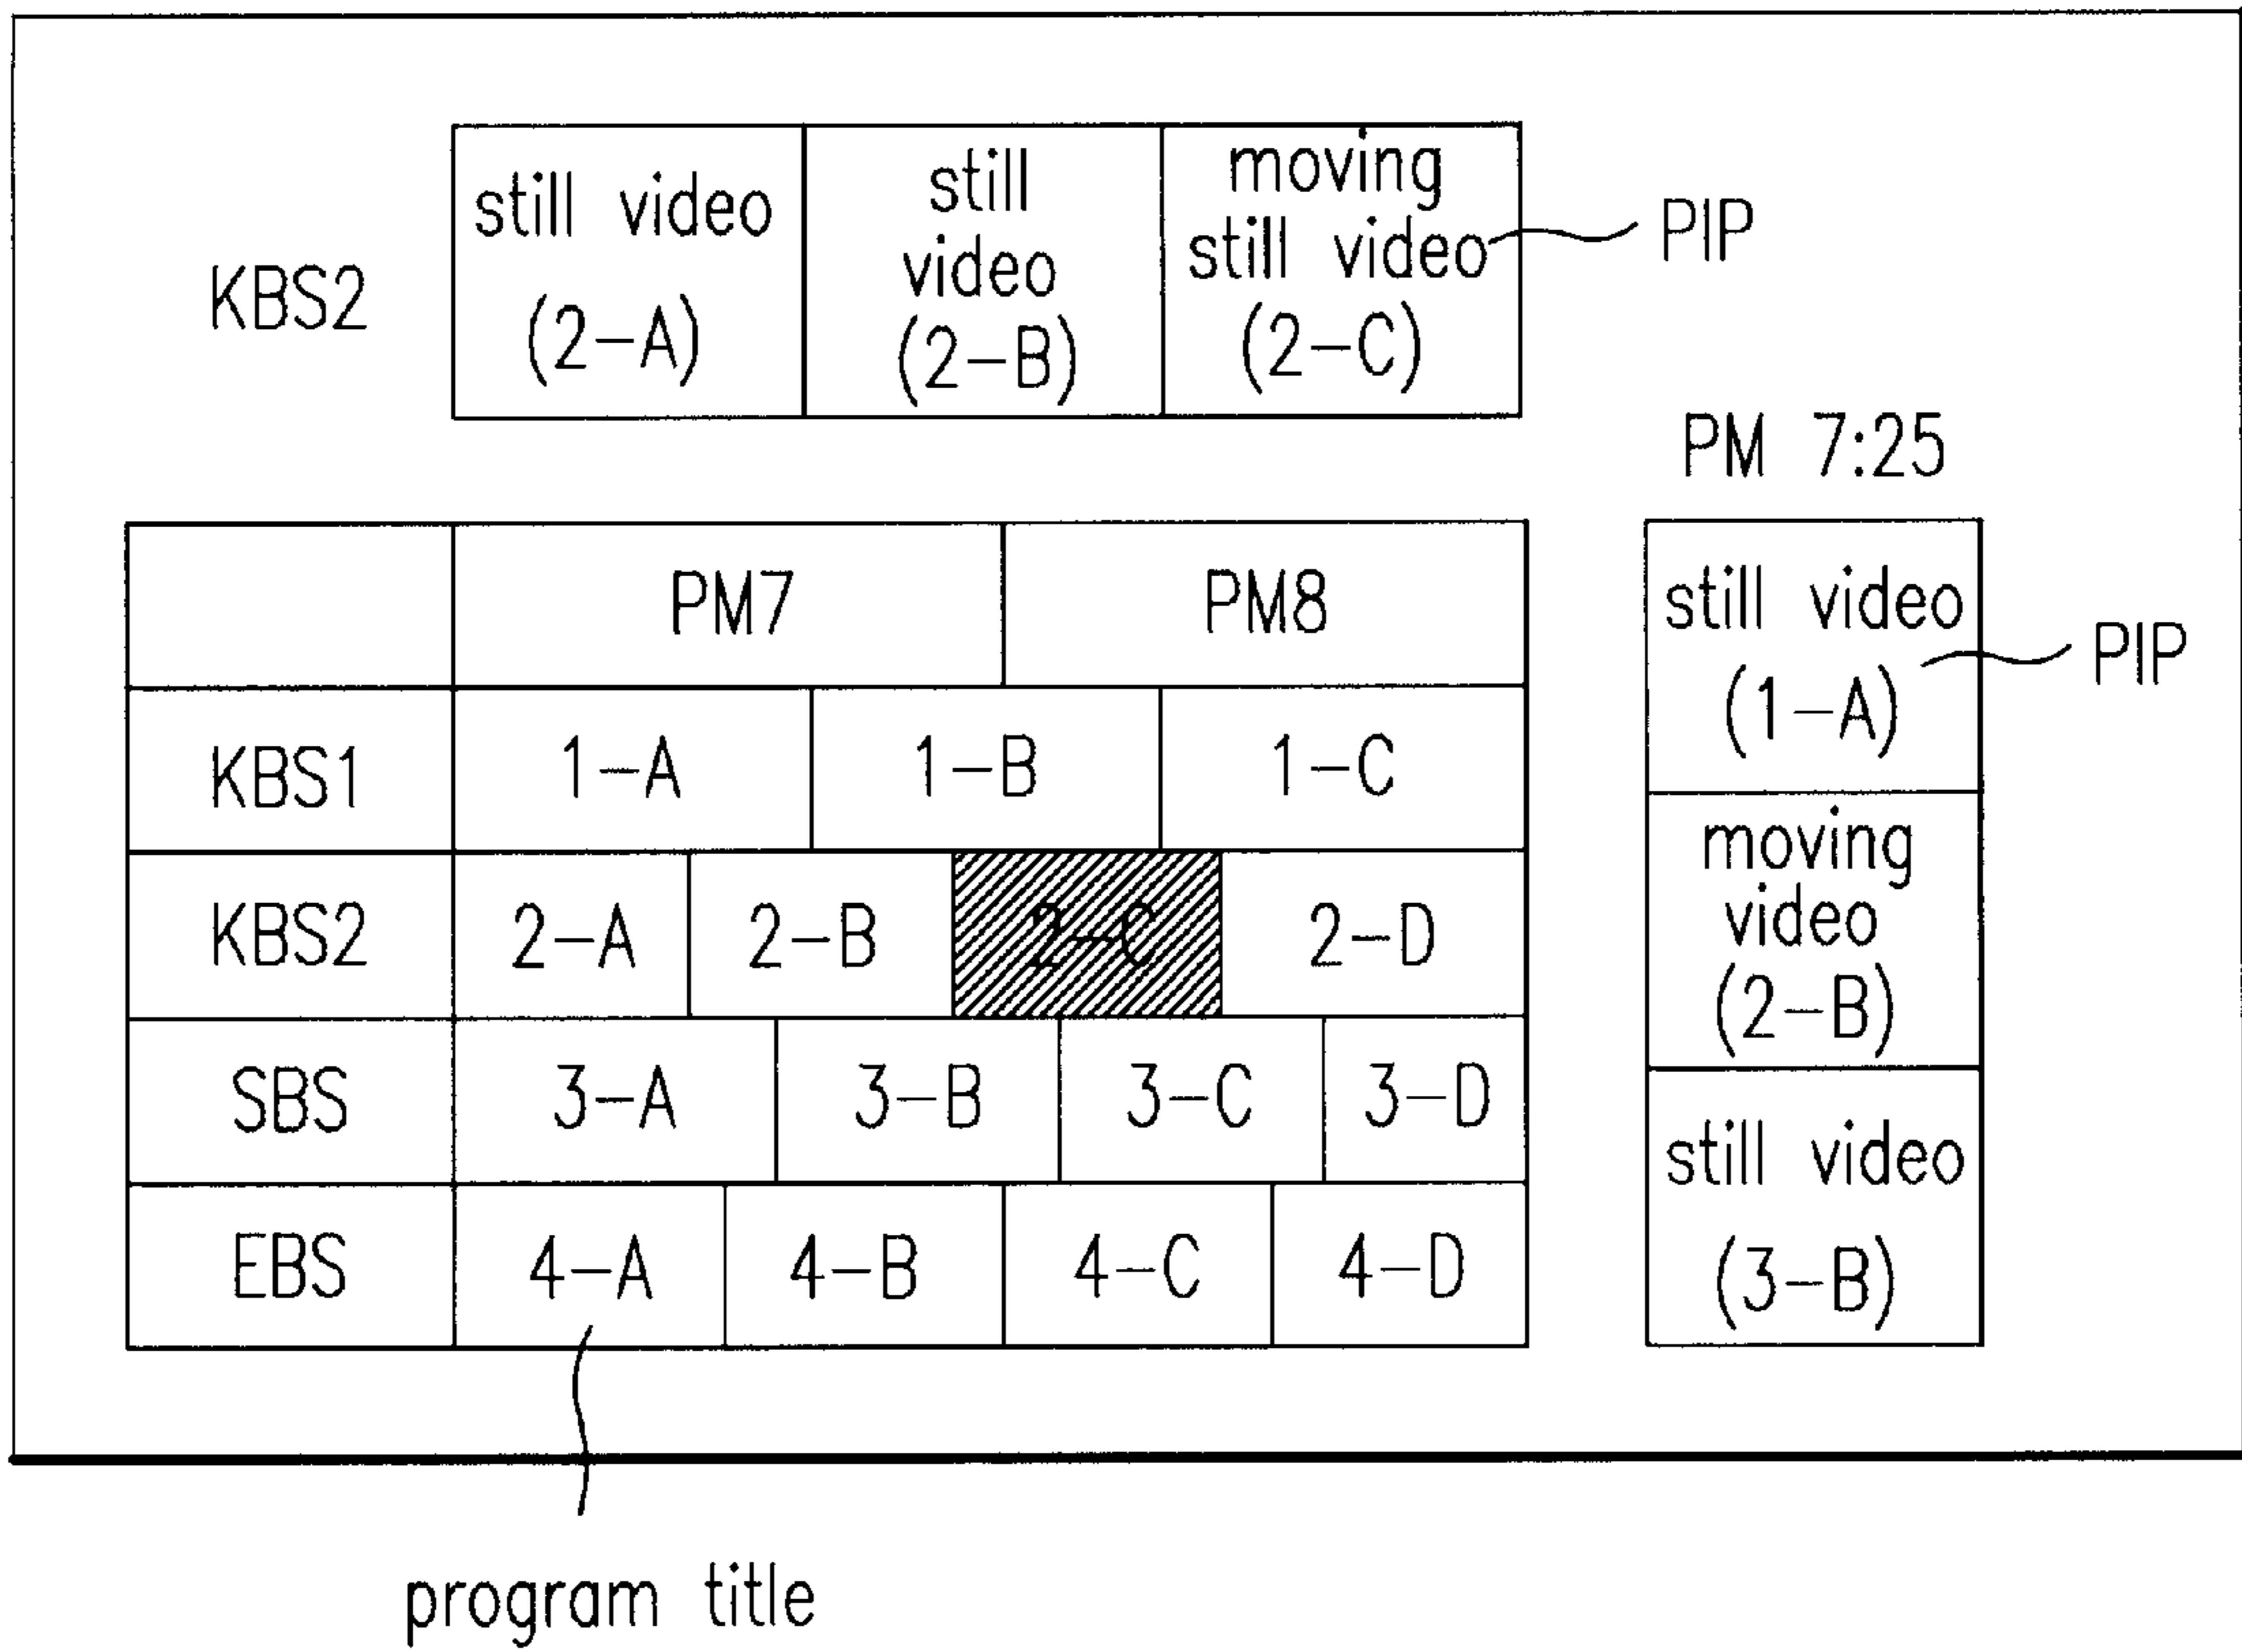 still video
(2-A)
still
video
(2-B)
moving
still video
(2-C)
PIP
KBS2
PM 7:25
PM7
PM8
KBS1
1-A
1-B
1-C
KBS2
2-A
2-B
2-C
2-D
SBS
3-A
3-B
3-C
3-D
EBS
4-A
4-B
4-C
4-D
still video
(1-A)
PIP
moving
video
(2-B)
still video
(3-B)
program title